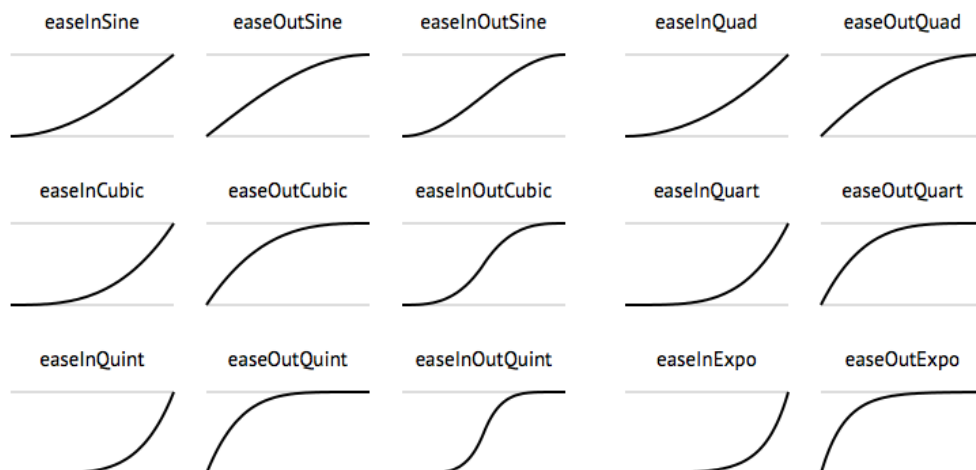 easeInSine easeOutSine easeInOutSine easeInQuad easeOutQuad
easeInCubic easeOutCubic easeInOutCubic easeInQuart easeOutQuart
easeInQuint easeOutQuint easeInOutQuint easeInExpo easeOutExpo